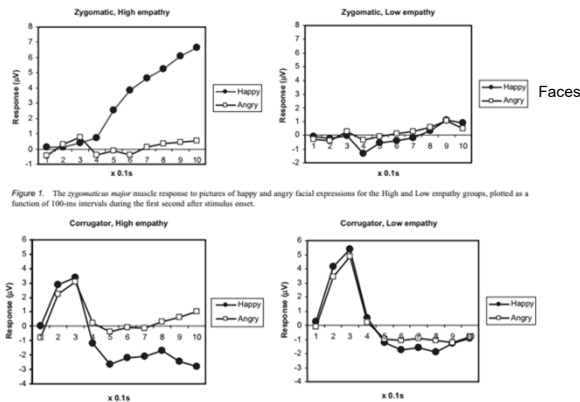 Zygomatic, High empathy
Response (µV)
8
7
6
5
4
3
2
1
0
-1
1 2 3 4 5 6 7 8 9 10
x 0.1s
Happy
Angry
Zygomatic, Low empathy
Response (µV)
8
7
6
5
4
3
2
1
0
-1
-2
1 2 3 4 5 6 7 8 9 10
x 0.1s
Happy
Angry
Faces
Figure 1. The zygomaticus major muscle response to pictures of happy and angry facial expressions for the High and Low empathy groups, plotted as a
function of 100-ms intervals during the first second after stimulus onset.
Corrugator, High empathy
Response (µV)
6
5
4
3
2
1
0
-1
-2
-3
-4
1 2 3 4 5 6 7 8 9 10
x 0.1s
Happy
Angry
Corrugator, Low empathy
Response (µV)
6
5
4
3
2
1
0
-1
-2
-3
-4
1 2 3 4 5 6 7 8 9 10
x 0.1s
Happy
Angry